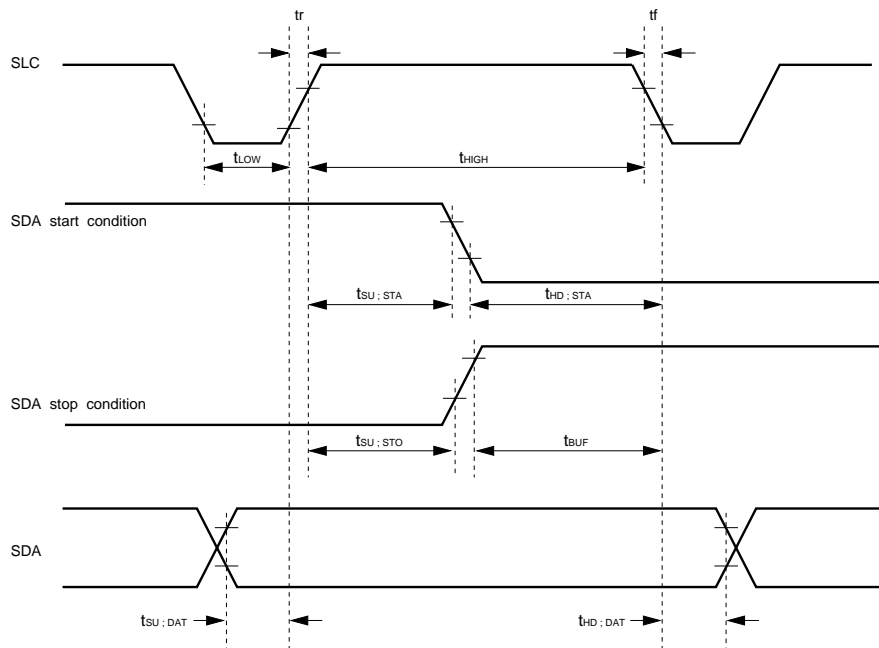 tr
tf
SLC
tLOW
tHIGH
SDA start condition
tSU ; STA
tHD ; STA
SDA stop condition
tSU ; STO
tBUF
SDA
tSU ; DAT
tHD ; DAT